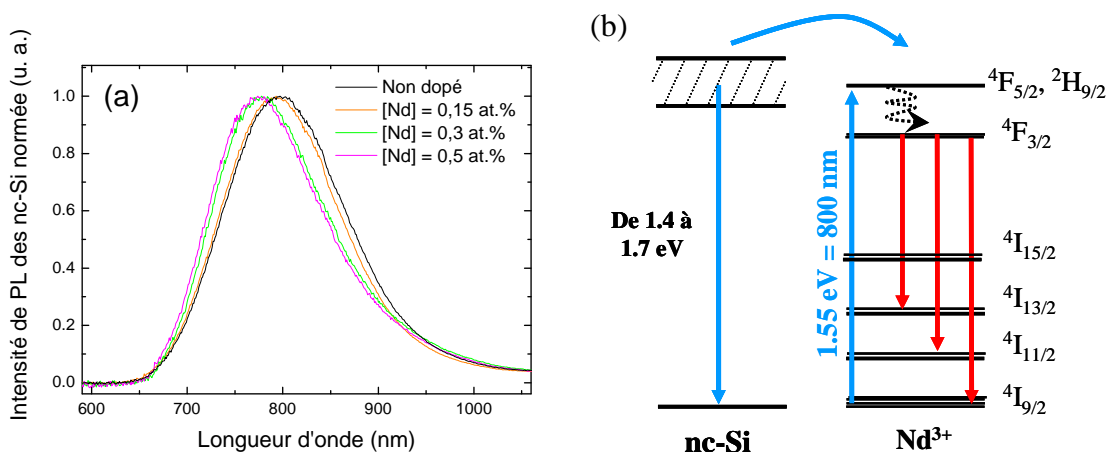 (a)
Non dopé
[Nd] = 0,15 at.%
[Nd] = 0,3 at.%
[Nd] = 0,5 at.%
Intensité de PL des nc-Si normée (u. a.)
1.0
0.8
0.6
0.4
0.2
0.0
600 700 800 900 1000
Longueur d'onde (nm)
(b)
De 1.4 à
1.7 eV
nc-Si
1.55 eV = 800 nm
⁴F5/2, ²H9/2
⁴F3/2
⁴I15/2
⁴I13/2
⁴I11/2
⁴I9/2
Nd³⁺